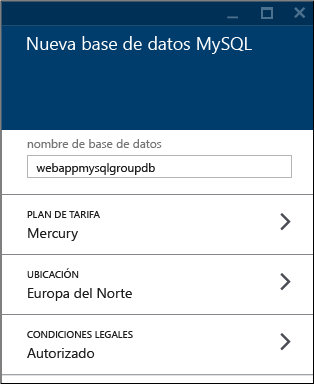 Nueva base de datos MySQL
nombre de base de datos
webappmysqlgroupdb
PLAN DE TARIFA
Mercury
UBICACIÓN
Europa del Norte
CONDICIONES LEGALES
Autorizado